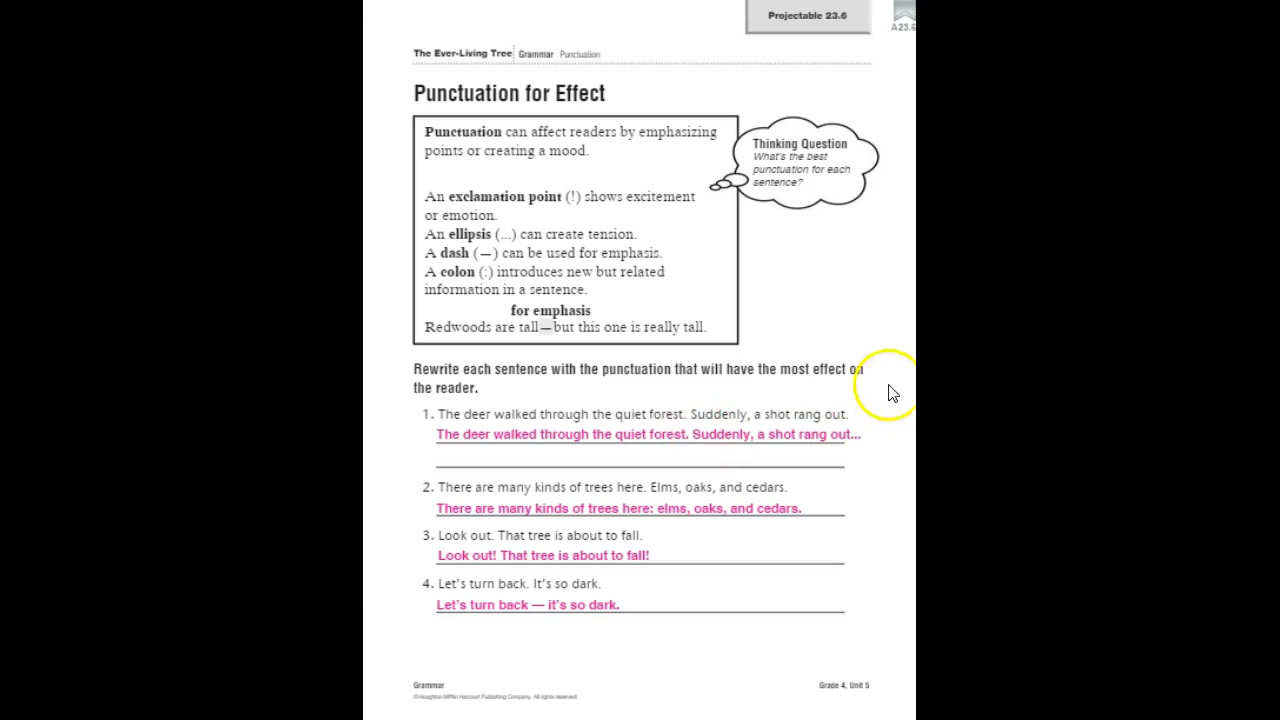 Projectable 23.6
A23.6
The Ever-Living Tree Grammar Punctuation
Punctuation for Effect
Punctuation can affect readers by emphasizing
points or creating a mood.
Thinking Question
What's the best
punctuation for each
sentence?
An exclamation point (!) shows excitement
or emotion.
An ellipsis (...) can create tension.
A dash (—) can be used for emphasis.
A colon (:) introduces new but related
information in a sentence.
for emphasis
Redwoods are tall—but this one is really tall.
Rewrite each sentence with the punctuation that will have the most effect on
the reader.
1. The deer walked through the quiet forest. Suddenly, a shot rang out.
The deer walked through the quiet forest. Suddenly, a shot rang out...
2. There are many kinds of trees here. Elms, oaks, and cedars.
There are many kinds of trees here: elms, oaks, and cedars.
3. Look out. That tree is about to fall.
Look out! That tree is about to fall!
4. Let's turn back. It's so dark.
Let's turn back — it's so dark.
Grammar
Grade 4, Unit 5
© Houghton Mifflin Harcourt Publishing Company. All rights reserved.